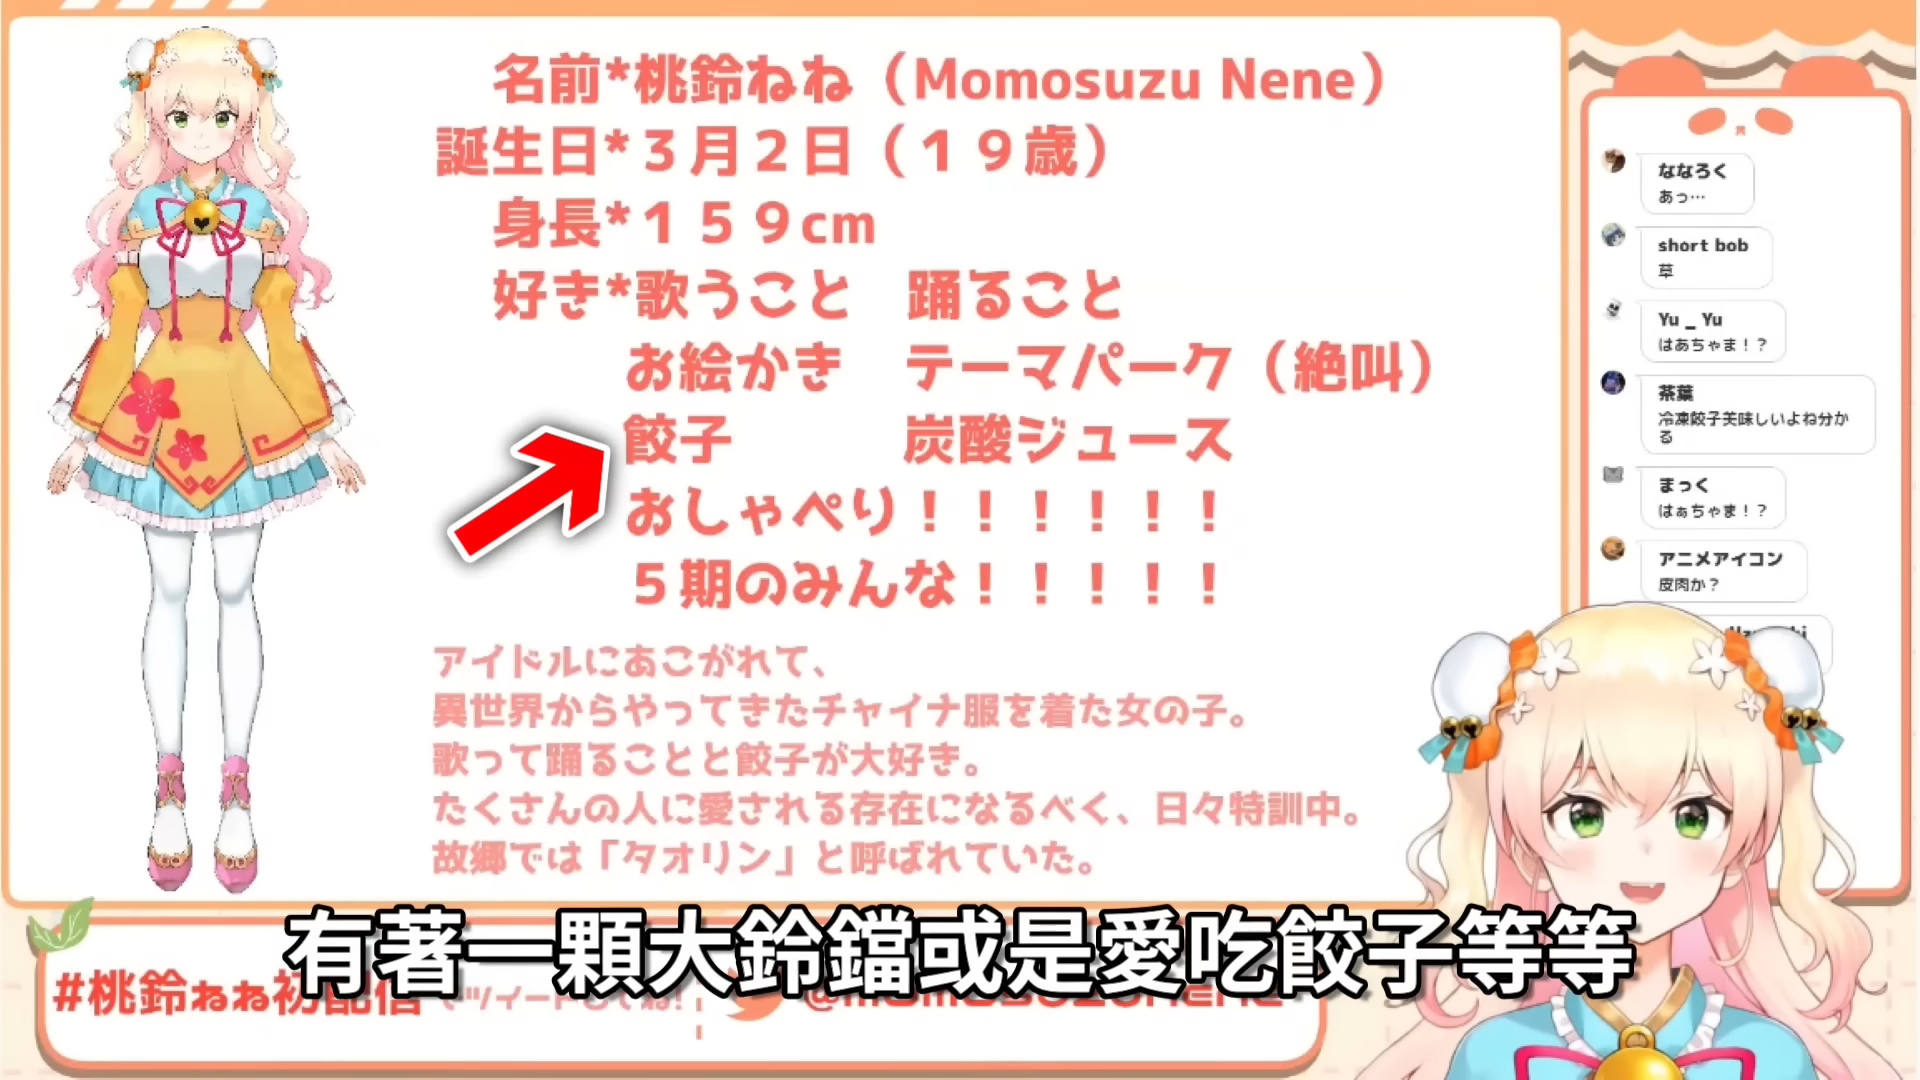 名前*桃鈴ねね（Momosuzu Nene）
誕生日*３月２日（１９歳）
身長*１５９cm
好き*歌うこと　踊ること
お絵かき　テーマパーク（絶叫）
餃子　炭酸ジュース
おしゃべり！！！！！！
５期のみんな！！！！！
アイドルにあこがれて、
異世界からやってきたチャイナ服を着た女の子。
歌って踊ることと餃子が大好き。
たくさんの人に愛される存在になるべく、日々特訓中。
故郷では「タオリン」と呼ばれていた。
ななろく
あっ…
short bob
草
Yu _ Yu
はあちゃま！？
茶葉
冷凍餃子美味しいよね分か
る
まっく
はぁちゃま！？
アニメアイコン
皮肉か？
有著一顆大鈴鐺或是愛吃餃子等等
#桃鈴ねね初配信